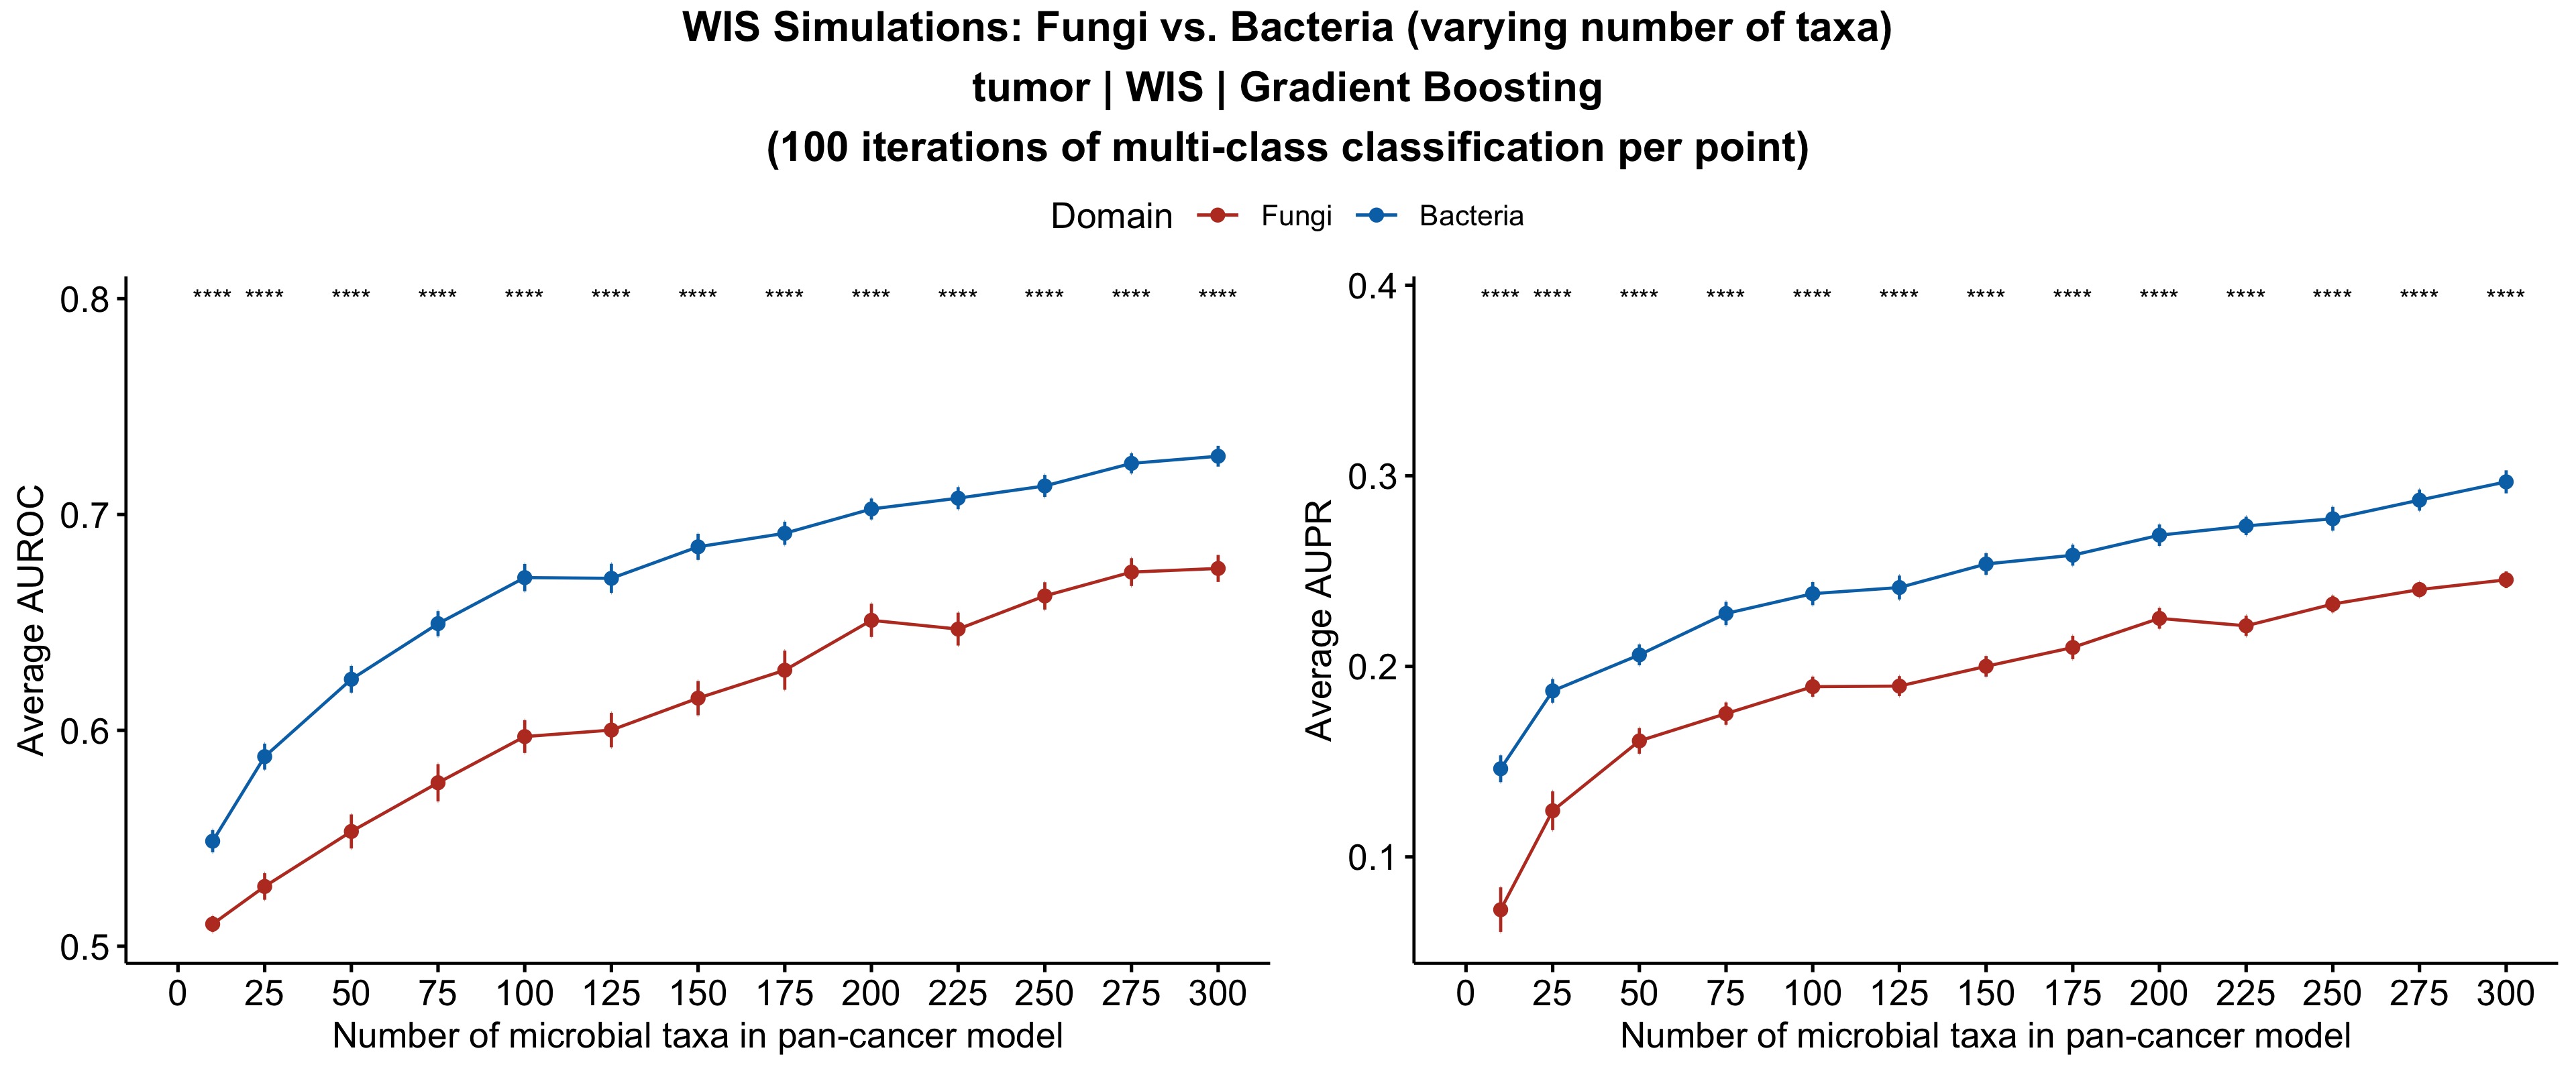 WIS Simulations: Fungi vs. Bacteria (varying number of taxa)
tumor | WIS | Gradient Boosting
(100 iterations of multi-class classification per point)
Domain Fungi Bacteria
**** **** **** **** **** **** **** **** **** **** **** **** ****
0.8
0.7
0.6
0.5
Average AUROC
0 25 50 75 100 125 150 175 200 225 250 275 300
Number of microbial taxa in pan-cancer model
**** **** **** **** **** **** **** **** **** **** **** **** ****
0.4
0.3
0.2
0.1
Average AUPR
0 25 50 75 100 125 150 175 200 225 250 275 300
Number of microbial taxa in pan-cancer model